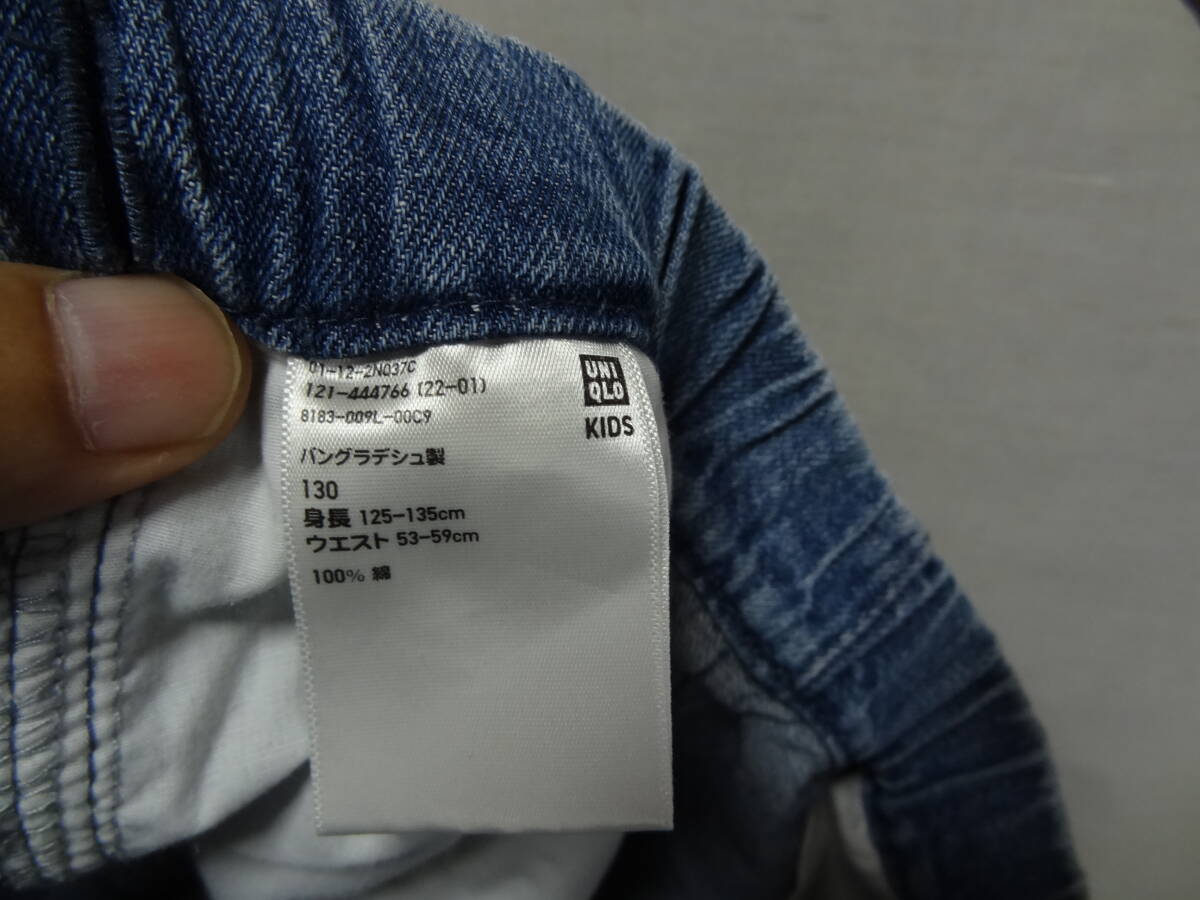 01-12-2N037C
121-444766 (22-01)
8183-009L-00C9
UNI
QLO
KIDS
バングラデシュ製
130
身長 125-135cm
ウエスト 53-59cm
100% 綿